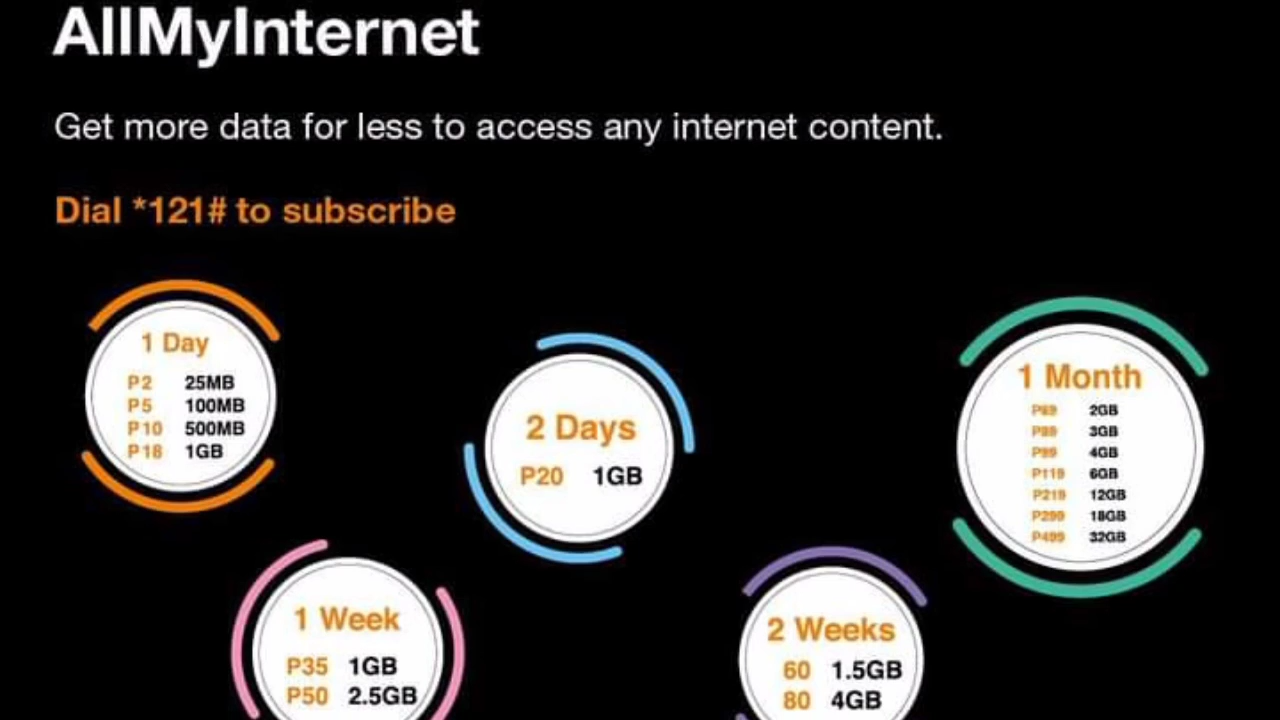 AllMyInternet
Get more data for less to access any internet content.
Dial *121# to subscribe
1 Day
P2 25MB
P5 100MB
P10 500MB
P18 1GB
2 Days
P20 1GB
1 Month
P69 2GB
P89 3GB
P99 4GB
P119 6GB
P219 12GB
P299 18GB
P499 32GB
1 Week
P35 1GB
P50 2.5GB
2 Weeks
60 1.5GB
80 4GB